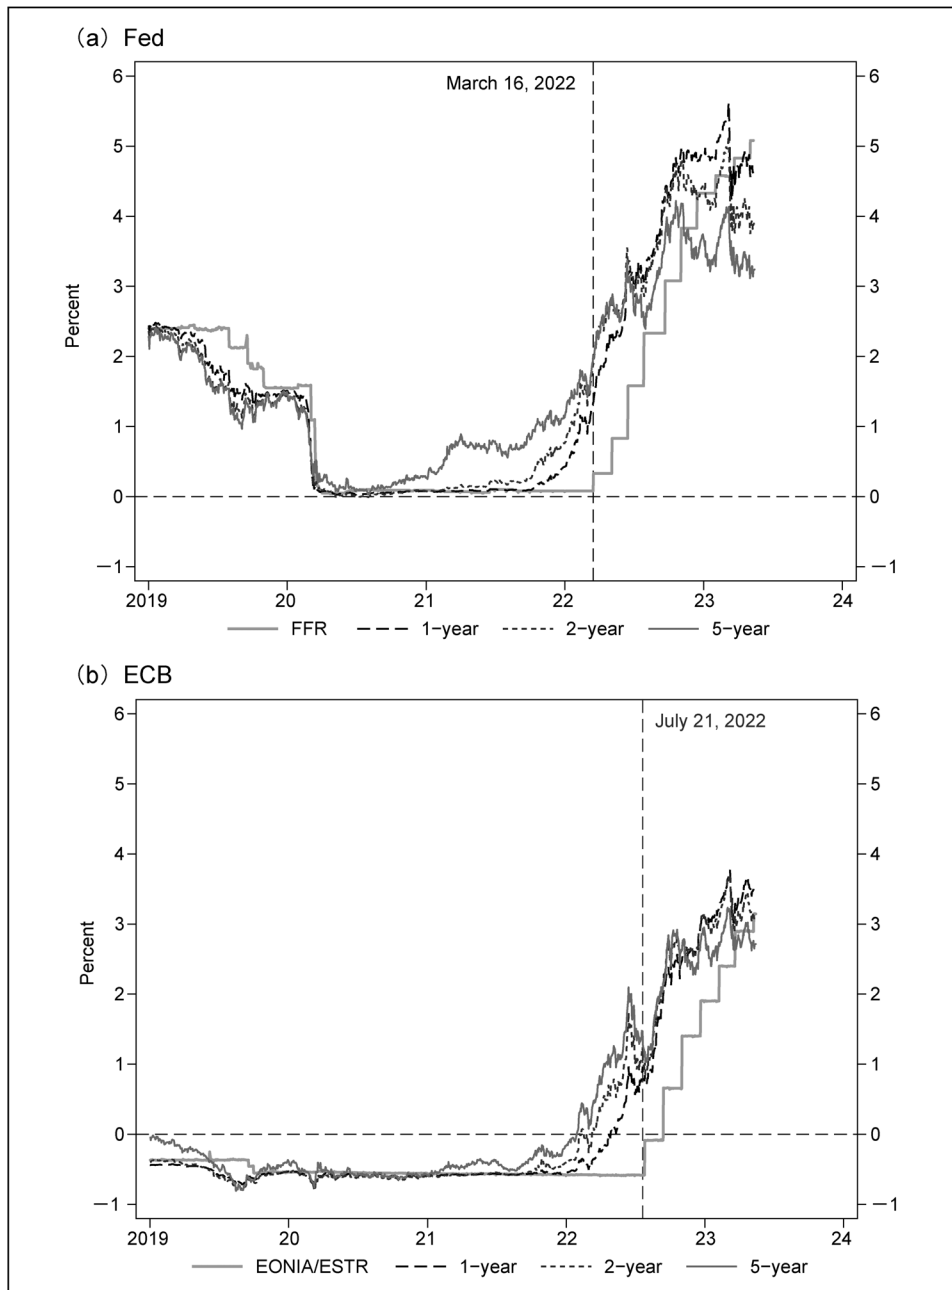 （a）Fed
March 16, 2022
6 6
5 5
4 4
3 3
2 2
1 1
0 0
−1 −1
Percent
2019 20 21 22 23 24
FFR 1−year 2−year 5−year
（b）ECB
July 21, 2022
6 6
5 5
4 4
3 3
2 2
1 1
0 0
−1 −1
Percent
2019 20 21 22 23 24
EONIA/ESTR 1−year 2−year 5−year